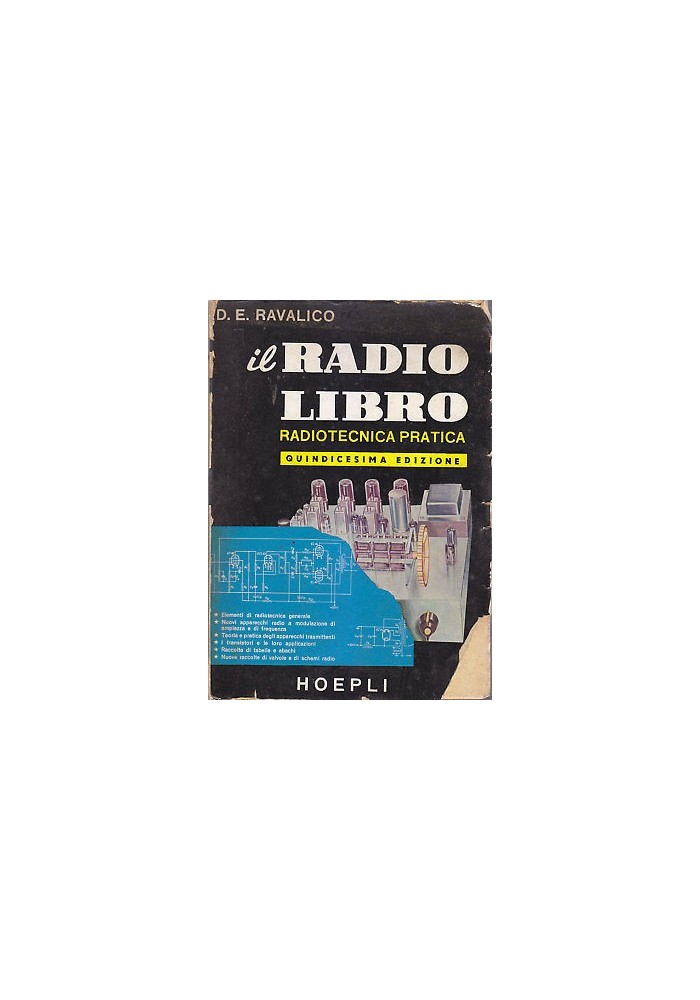 D. E. RAVALICO
il RADIO
LIBRO
RADIOTECNICA PRATICA
QUINDICESIMA EDIZIONE
★ Elementi di radiotecnica generale
★ Nuovi apparecchi radio a modulazione di
ampiezza e di frequenza
★ Teoria e pratica degli apparecchi trasmittenti
★ I transistori e le loro applicazioni
★ Raccolte di tabelle e abachi
★ Nuove raccolte di valvole e di schemi radio
HOEPLI